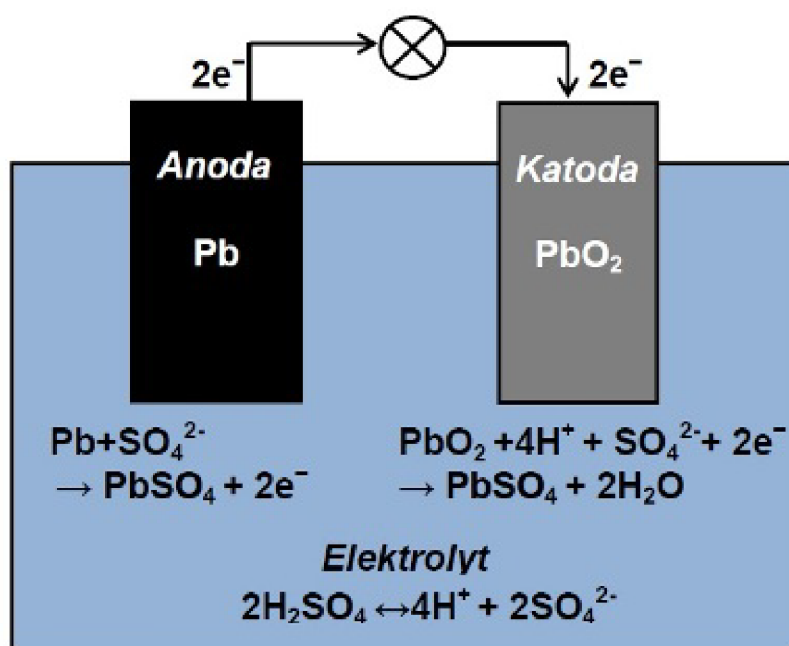 2e⁻
2e⁻
Anoda
Pb
Katoda
PbO₂
Pb+SO₄²⁻
→ PbSO₄ + 2e⁻
PbO₂ +4H⁺ + SO₄²⁻+ 2e⁻
→ PbSO₄ + 2H₂O
Elektrolyt
2H₂SO₄ ↔4H⁺ + 2SO₄²⁻